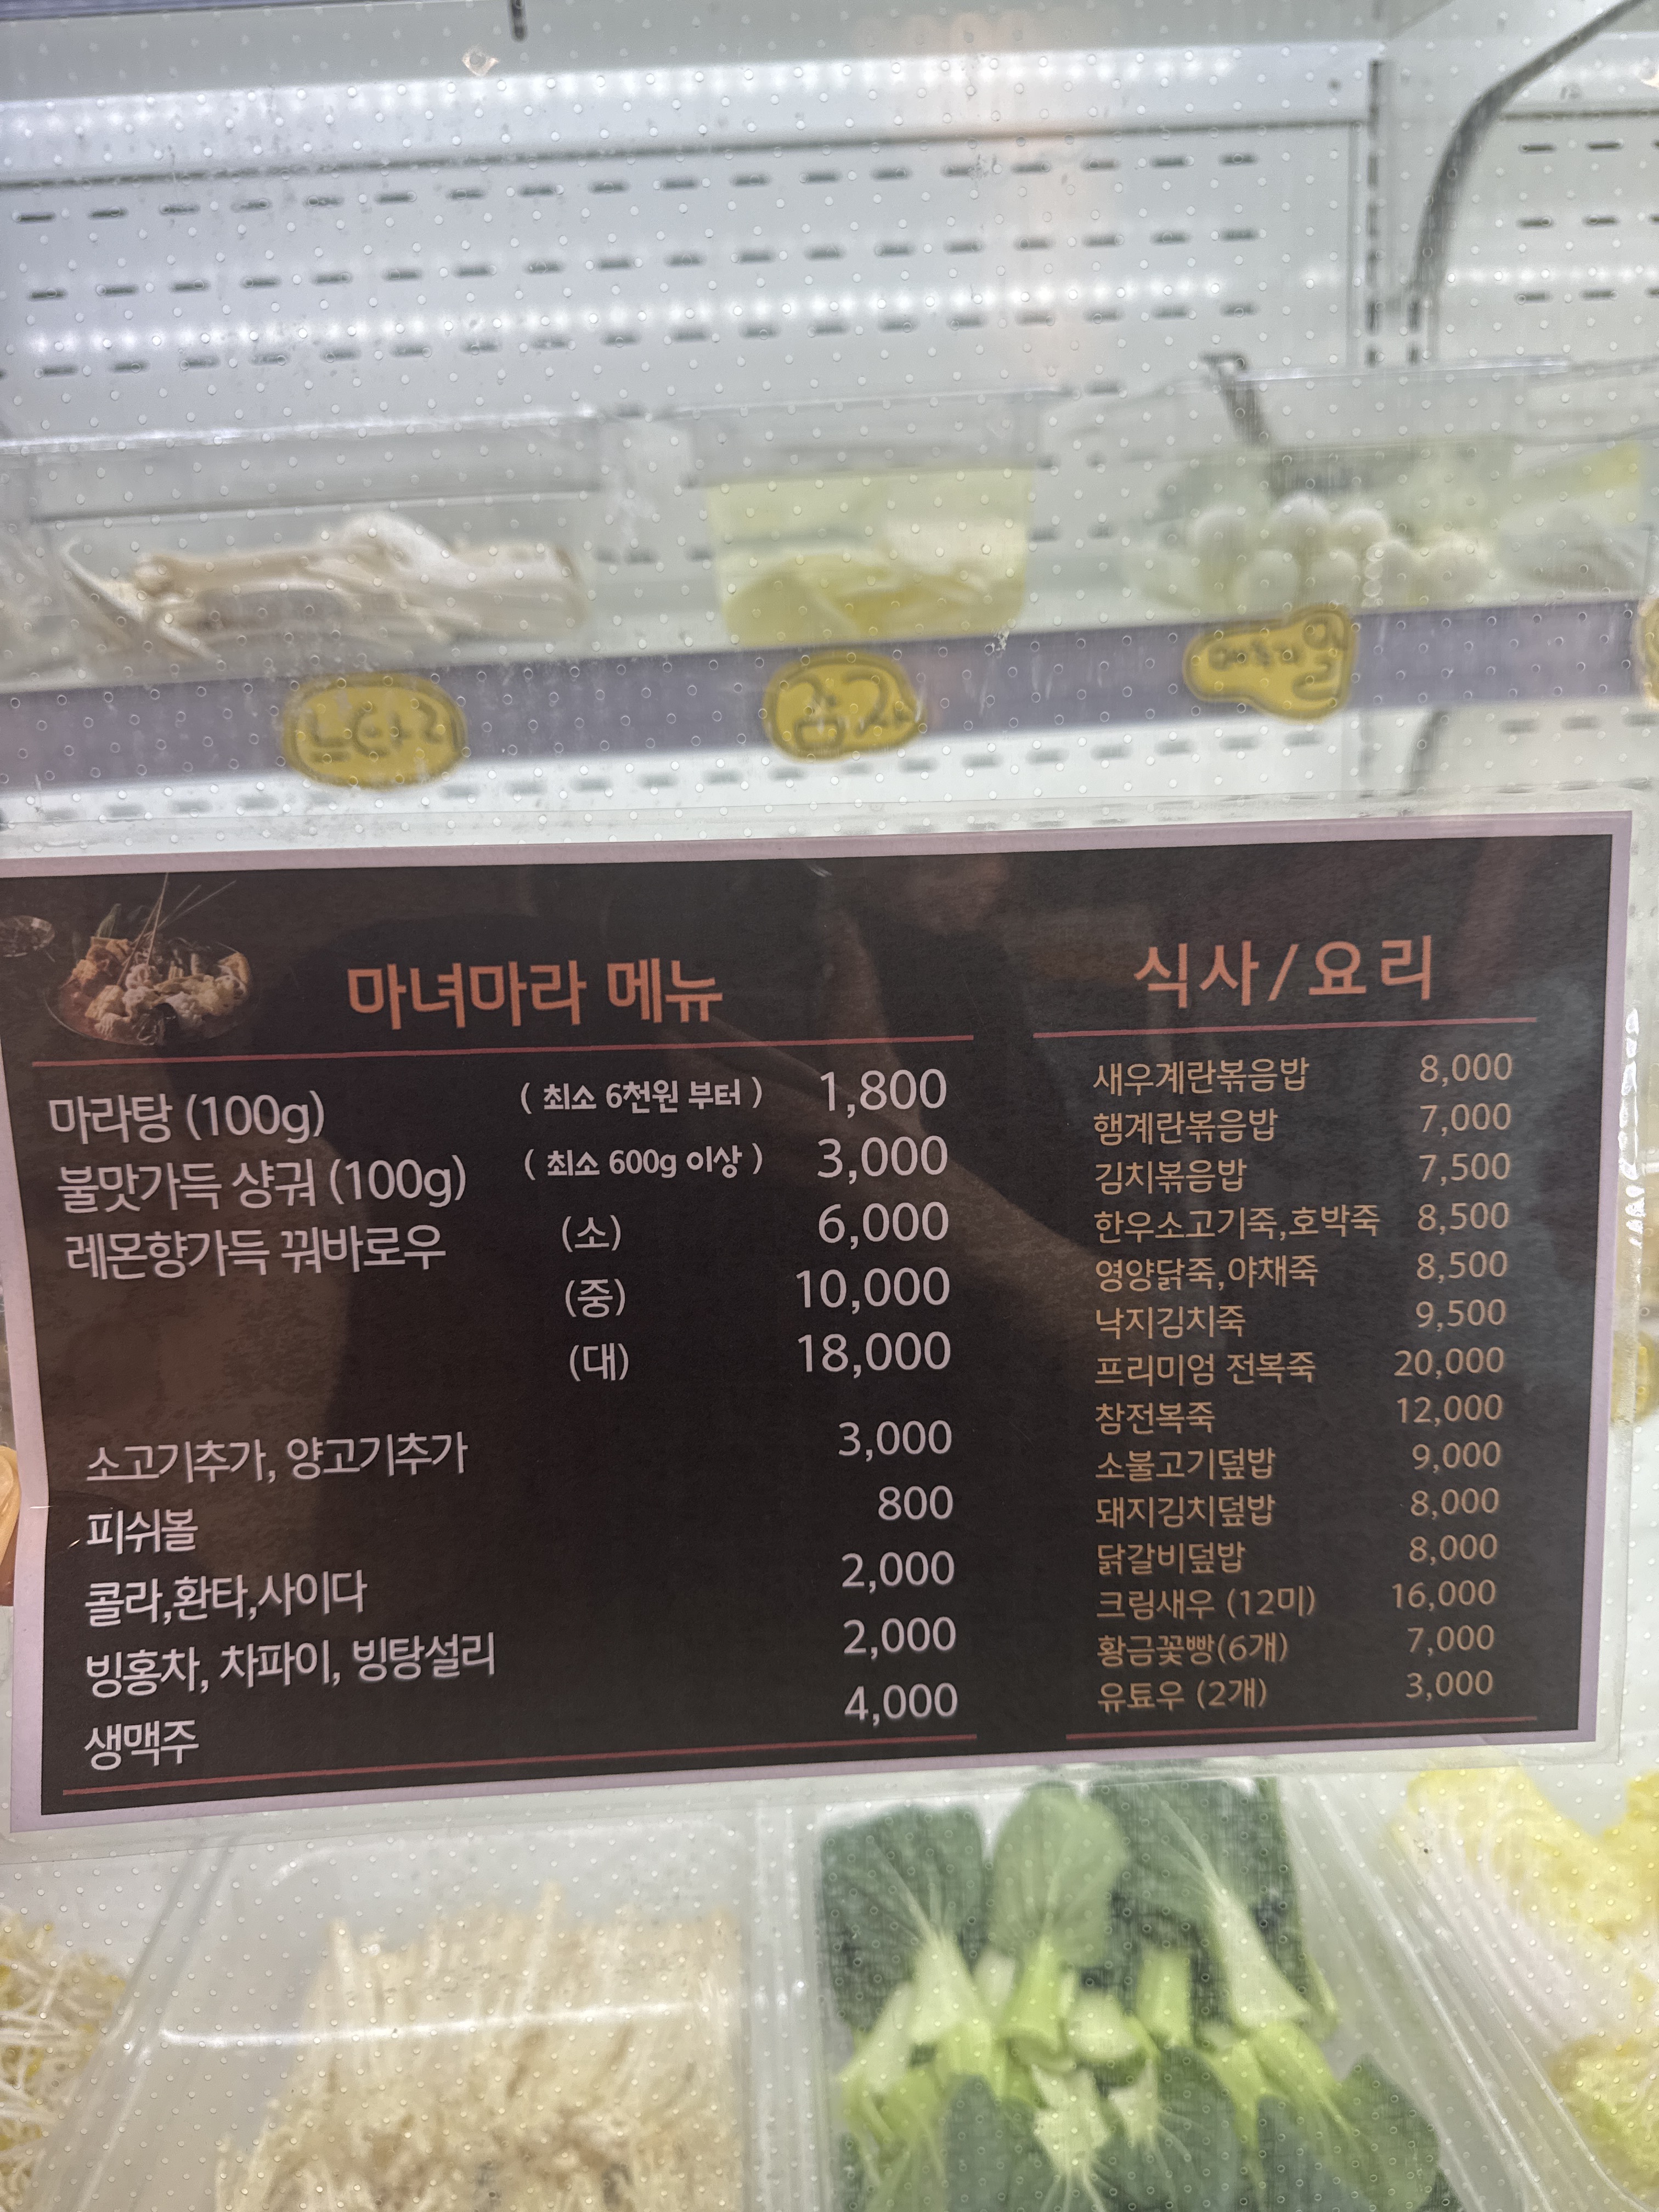 느타리
감자
메추리알
마녀마라 메뉴
마라탕 (100g) ( 최소 6천원 부터 ) 1,800
불맛가득 샹궈 (100g) ( 최소 600g 이상 ) 3,000
레몬향가득 꿔바로우 (소) 6,000
(중) 10,000
(대) 18,000
소고기추가, 양고기추가 3,000
피쉬볼 800
콜라,환타,사이다 2,000
빙홍차, 차파이, 빙탕설리 2,000
생맥주 4,000
식사/요리
새우계란볶음밥 8,000
햄계란볶음밥 7,000
김치볶음밥 7,500
한우소고기죽,호박죽 8,500
영양닭죽,야채죽 8,500
낙지김치죽 9,500
프리미엄 전복죽 20,000
참전복죽 12,000
소불고기덮밥 9,000
돼지김치덮밥 8,000
닭갈비덮밥 8,000
크림새우 (12미) 16,000
황금꽃빵(6개) 7,000
유툐우 (2개) 3,000